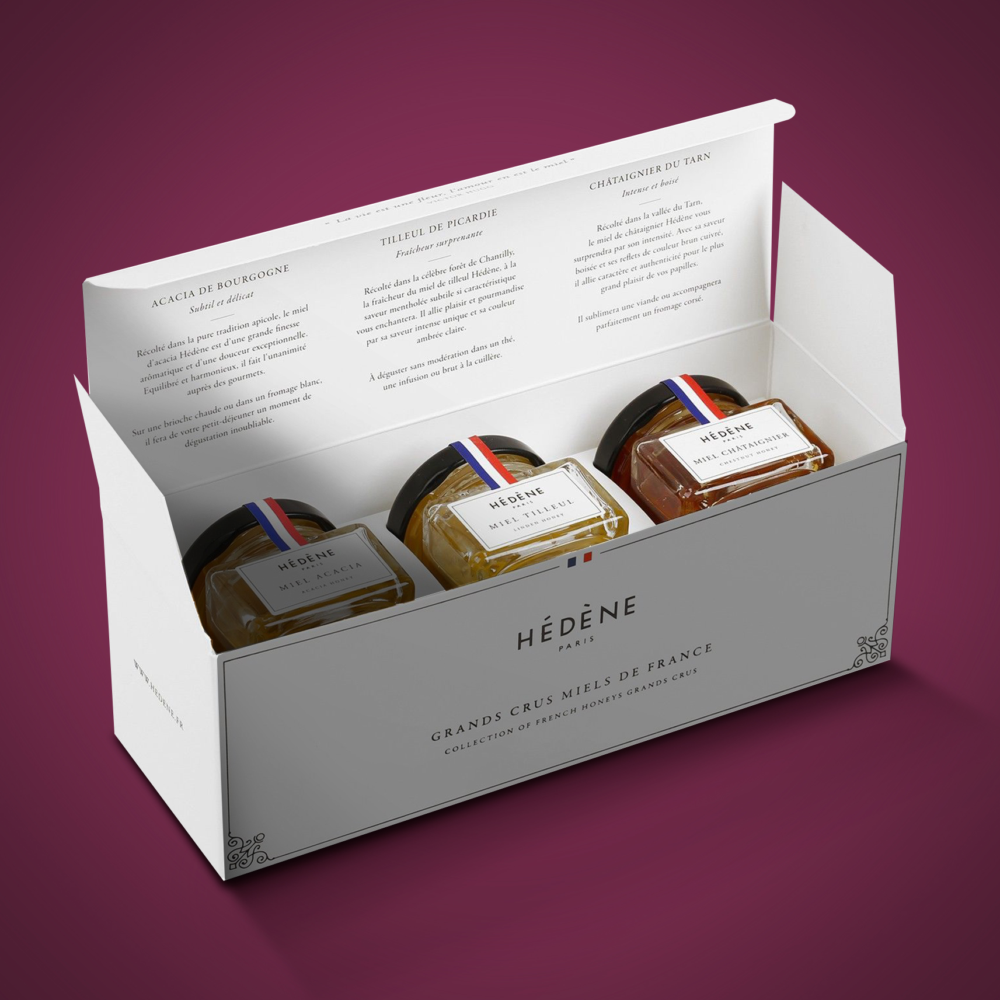 “ La vie est une fleur, l'amour en est le miel ”
VICTOR HUGO
ACACIA DE BOURGOGNE
Subtil et délicat
Récolté dans la pure tradition apicole, le miel
d'acacia Hédène est d'une grande finesse
arômatique et d'une douceur exceptionnelle.
Equilibré et harmonieux, il fait l'unanimité
auprès des gourmets.
Sur une brioche chaude ou dans un fromage blanc,
il fera de votre petit-déjeuner un moment de
dégustation inoubliable.
TILLEUL DE PICARDIE
Fraîcheur surprenante
Récolté dans la célèbre forêt de Chantilly,
la fraîcheur du miel de tilleul Hédène, à la
saveur mentholée subtile si caractéristique
vous enchantera. Il allie plaisir et gourmandise
par sa saveur intense unique et sa couleur
ambrée claire.
À déguster sans modération dans un thé,
une infusion ou brut à la cuillère.
CHÂTAIGNIER DU TARN
Intense et boisé
Récolté dans la vallée du Tarn,
le miel de châtaignier Hédène vous
surprendra par son intensité. Avec sa saveur
boisée et ses reflets de couleur brun cuivré,
il allie caractère et authenticité pour le plus
grand plaisir de vos papilles.
Il sublimera une viande ou accompagnera
parfaitement un fromage corsé.
HÉDÈNE
PARIS
MIEL ACACIA
ACACIA HONEY
HÉDÈNE
PARIS
MIEL TILLEUL
LINDEN HONEY
HÉDÈNE
PARIS
MIEL CHÂTAIGNIER
CHESTNUT HONEY
HÉDÈNE
PARIS
GRANDS CRUS MIELS DE FRANCE
COLLECTION OF FRENCH HONEYS GRANDS CRUS
WWW.HEDENE.FR